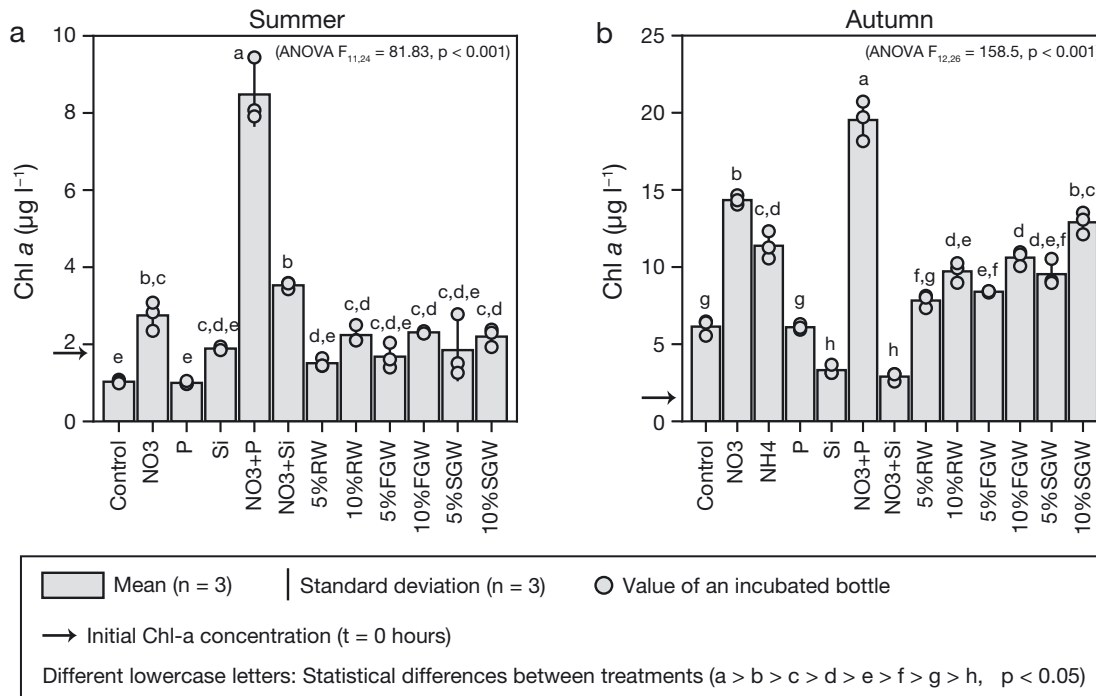 a
Summer
(ANOVA F11,24 = 81.83, p < 0.001)
Chl a (µg l−1)
10
8
6
4
2
0
e
b,c
e
c,d,e
a
b
d,e
c,d
c,d,e
c,d
c,d,e
c,d
Control
NO3
P
Si
NO3+P
NO3+Si
5%RW
10%RW
5%FGW
10%FGW
5%SGW
10%SGW
b
Autumn
(ANOVA F12,26 = 158.5, p < 0.001
Chl a (µg l−1)
25
20
15
10
5
0
g
b
c,d
g
h
a
h
f,g
d,e
e,f
d
d,e,f
b,c
Control
NO3
NH4
P
Si
NO3+P
NO3+Si
5%RW
10%RW
5%FGW
10%FGW
5%SGW
10%SGW
Mean (n = 3)
Standard deviation (n = 3)
Value of an incubated bottle
Initial Chl-a concentration (t = 0 hours)
Different lowercase letters: Statistical differences between treatments (a > b > c > d > e > f > g > h, p < 0.05)